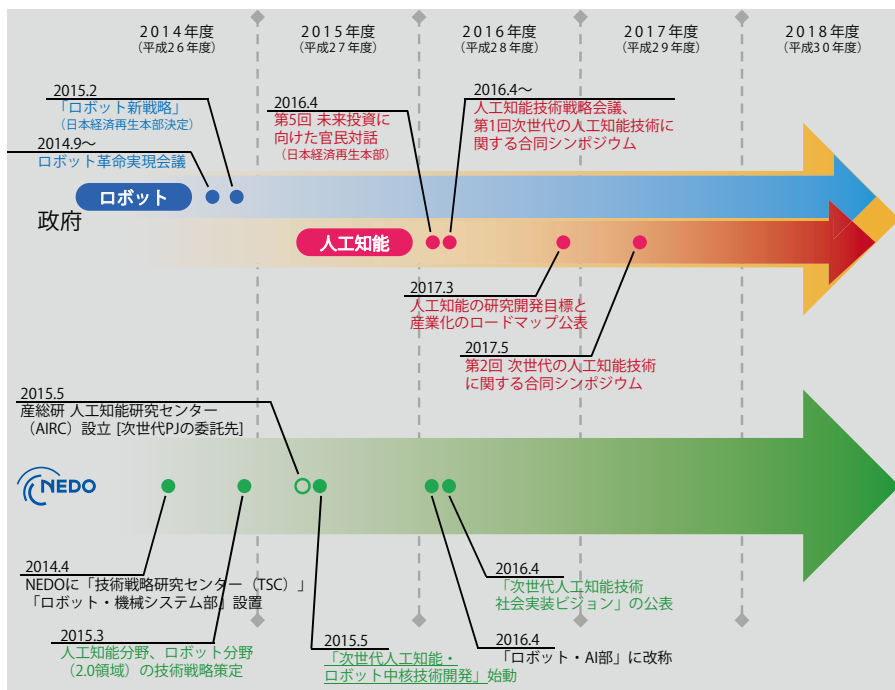 2014年度
(平成26年度)
2015年度
(平成27年度)
2016年度
(平成28年度)
2017年度
(平成29年度)
2018年度
(平成30年度)
2015.2
「ロボット新戦略」
（日本経済再生本部決定）
2014.9～
ロボット革命実現会議
2016.4
第5回 未来投資に
向けた官民対話
（日本経済再生本部）
2016.4～
人工知能技術戦略会議、
第1回次世代の人工知能技術に
関する合同シンポジウム
政府
ロボット
人工知能
2017.3
人工知能の研究開発目標と
産業化のロードマップ公表
2017.5
第2回 次世代の人工知能技術
に関する合同シンポジウム
2015.5
産総研 人工知能研究センター
（AIRC）設立 [次世代PJの委託先]
NEDO
2014.4
NEDOに「技術戦略研究センター（TSC）」
「ロボット・機械システム部」設置
2015.3
人工知能分野、ロボット分野
（2.0領域）の技術戦略策定
2015.5
「次世代人工知能・
ロボット中核技術開発」始動
2016.4
「次世代人工知能技術
社会実装ビジョン」の公表
2016.4
「ロボット・AI部」に改称